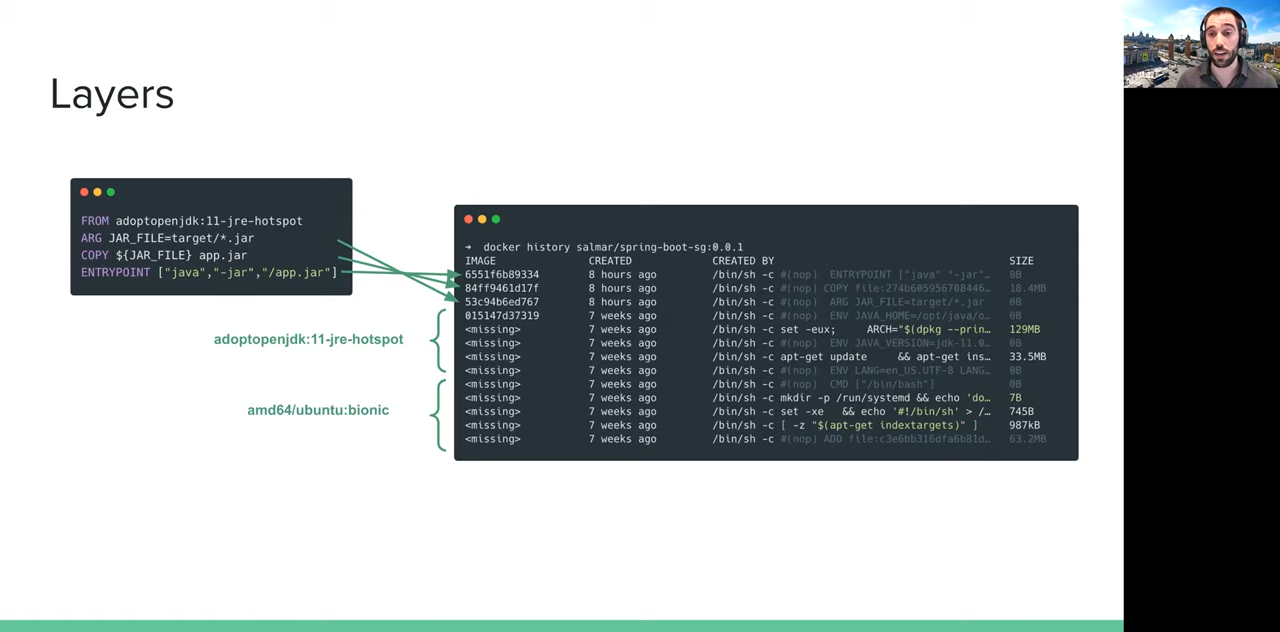 Layers
FROM adoptopenjdk:11-jre-hotspot
ARG JAR_FILE=target/*.jar
COPY ${JAR_FILE} app.jar
ENTRYPOINT ["java","-jar","/app.jar"]
adoptopenjdk:11-jre-hotspot
amd64/ubuntu:bionic
→ docker history salmar/spring-boot-sg:0.0.1
IMAGE CREATED CREATED BY SIZE
6551f6b89334 8 hours ago /bin/sh -c #(nop) ENTRYPOINT ["java" "-jar"… 0B
84ff9461d17f 8 hours ago /bin/sh -c #(nop) COPY file:274b605956708446… 18.4MB
53c94b6ed767 8 hours ago /bin/sh -c #(nop) ARG JAR_FILE=target/*.jar 0B
015147d37319 7 weeks ago /bin/sh -c #(nop) ENV JAVA_HOME=/opt/java/o… 0B
<missing> 7 weeks ago /bin/sh -c set -eux; ARCH="$(dpkg --prin… 129MB
<missing> 7 weeks ago /bin/sh -c #(nop) ENV JAVA_VERSION=jdk-11.0… 0B
<missing> 7 weeks ago /bin/sh -c apt-get update && apt-get ins… 33.5MB
<missing> 7 weeks ago /bin/sh -c #(nop) ENV LANG=en_US.UTF-8 LANG… 0B
<missing> 7 weeks ago /bin/sh -c #(nop) CMD ["/bin/bash"] 0B
<missing> 7 weeks ago /bin/sh -c mkdir -p /run/systemd && echo 'do… 7B
<missing> 7 weeks ago /bin/sh -c set -xe && echo '#!/bin/sh' > /… 745B
<missing> 7 weeks ago /bin/sh -c [ -z "$(apt-get indextargets)" ] 987kB
<missing> 7 weeks ago /bin/sh -c #(nop) ADD file:c3e6bb316dfa6b81d… 63.2MB